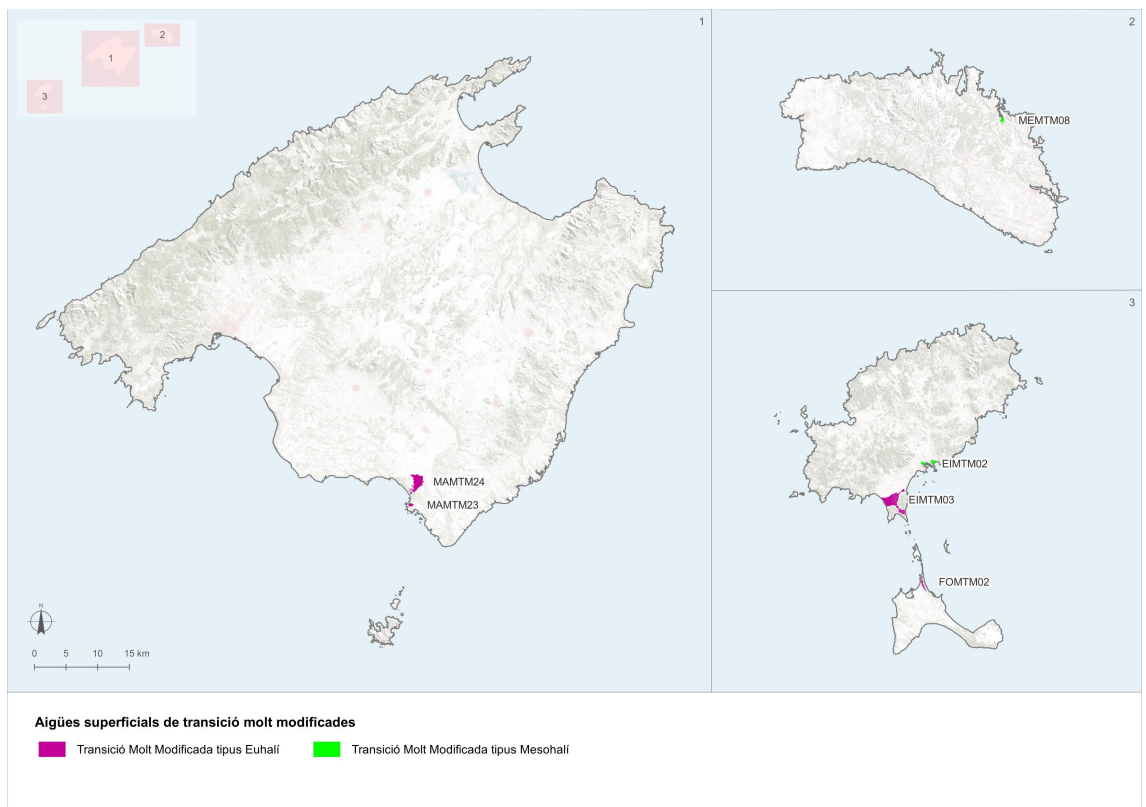 1
2
3
1
2
3
MEMTM08
MAMTM24
MAMTM23
EIMTM02
EIMTM03
FOMTM02
N
0 5 10 15 km
Aigües superficials de transició molt modificades
Transició Molt Modificada tipus Euhalí
Transició Molt Modificada tipus Mesohalí